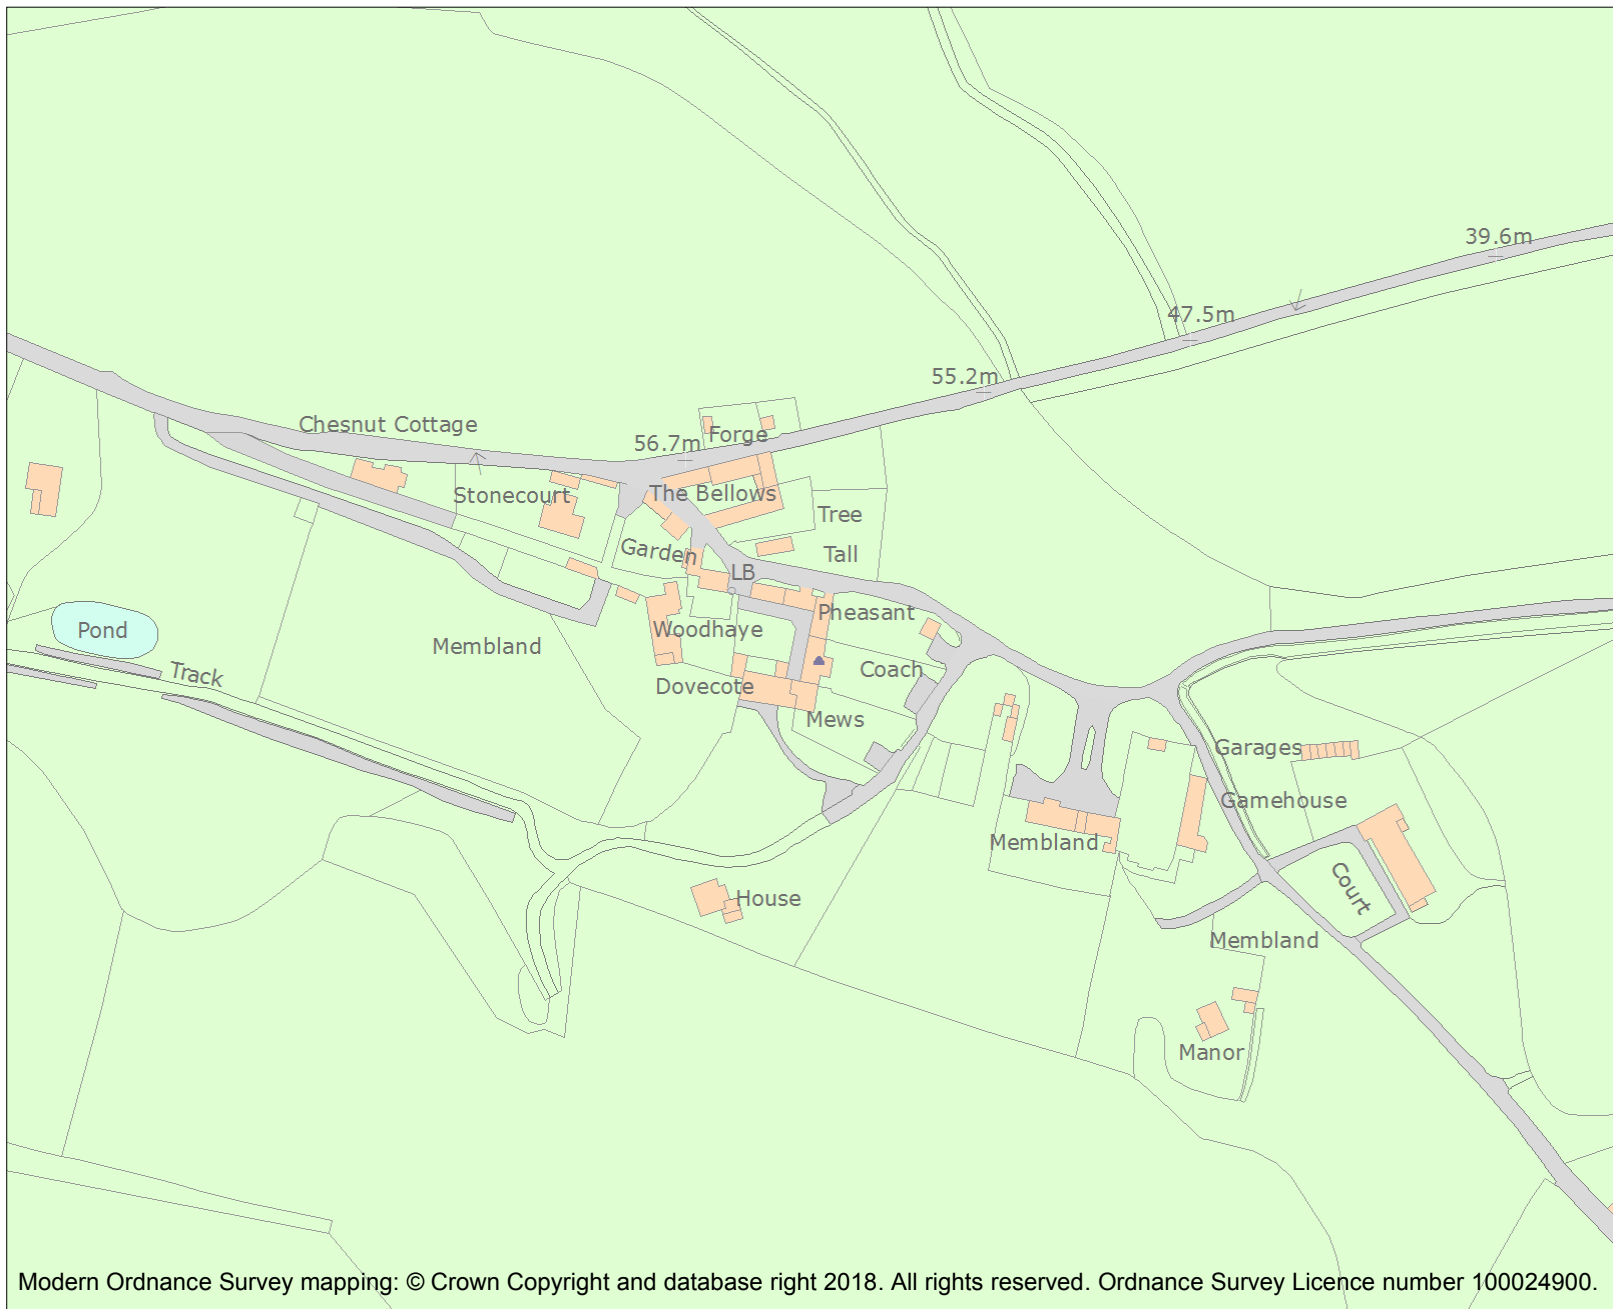 39.6m
47.5m
55.2m
Chesnut Cottage
56.7m
Forge
Stonecourt
The Bellows
Tree
Garden
Tall
LB
Pheasant
Pond
Woodhaye
Membland
Track
Coach
Dovecote
Mews
Garages
Gamehouse
Membland
Court
House
Membland
Manor
Modern Ordnance Survey mapping: © Crown Copyright and database right 2018. All rights reserved. Ordnance Survey Licence number 100024900.